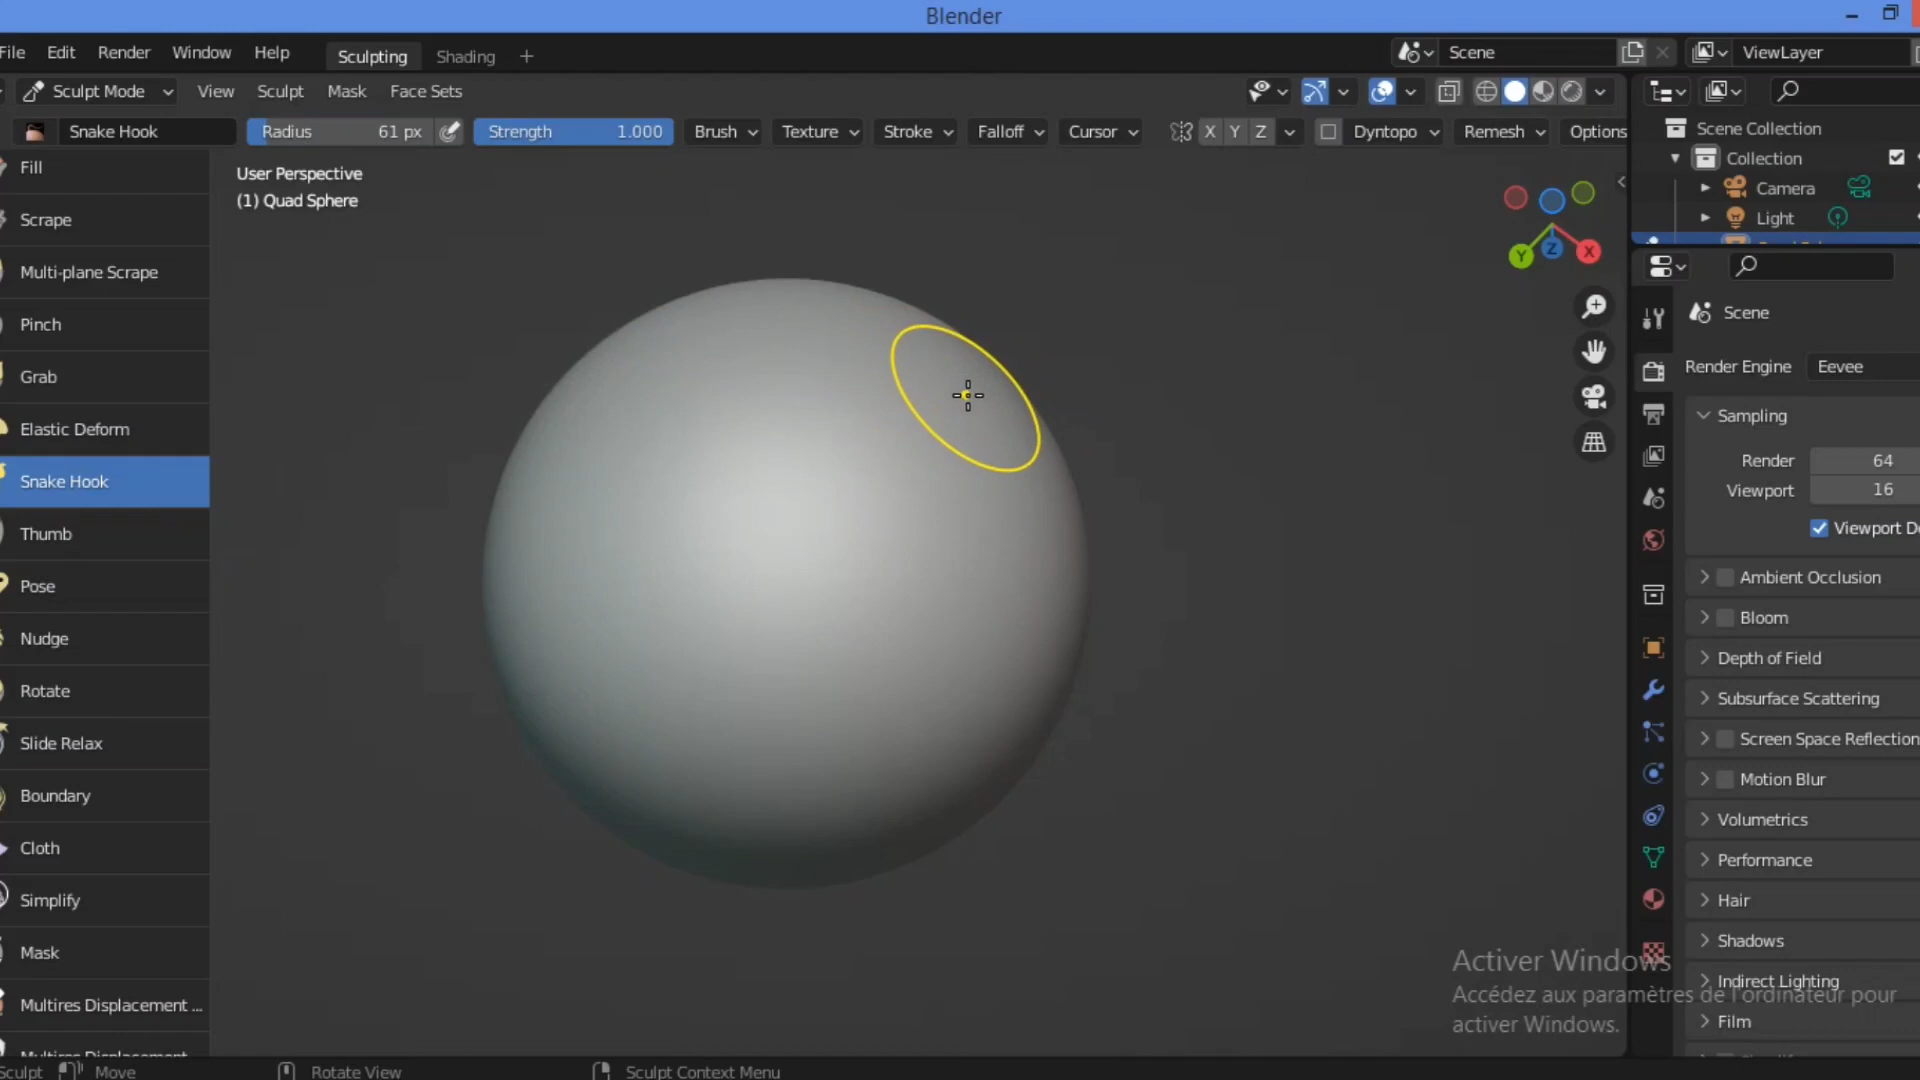 Blender
File Edit Render Window Help Sculpting Shading + Scene ViewLayer
Sculpt Mode View Sculpt Mask Face Sets
Snake Hook Radius 61 px Strength 1.000 Brush Texture Stroke Falloff Cursor X Y Z Dyntopo Remesh Options
User Perspective
(1) Quad Sphere
Fill
Scrape
Multi-plane Scrape
Pinch
Grab
Elastic Deform
Snake Hook
Thumb
Pose
Nudge
Rotate
Slide Relax
Boundary
Cloth
Simplify
Mask
Multires Displacement ...
Multires Displacement
Y Z X
Scene Collection
Collection
Camera
Light
Scene
Render Engine Eevee
Sampling
Render 64
Viewport 16
Viewport De
Ambient Occlusion
Bloom
Depth of Field
Subsurface Scattering
Screen Space Reflection
Motion Blur
Volumetrics
Performance
Hair
Shadows
Indirect Lighting
Film
Activer Windows
Accédez aux paramètres de l'ordinateur pour
activer Windows.
Sculpt Move Rotate View Sculpt Context Menu